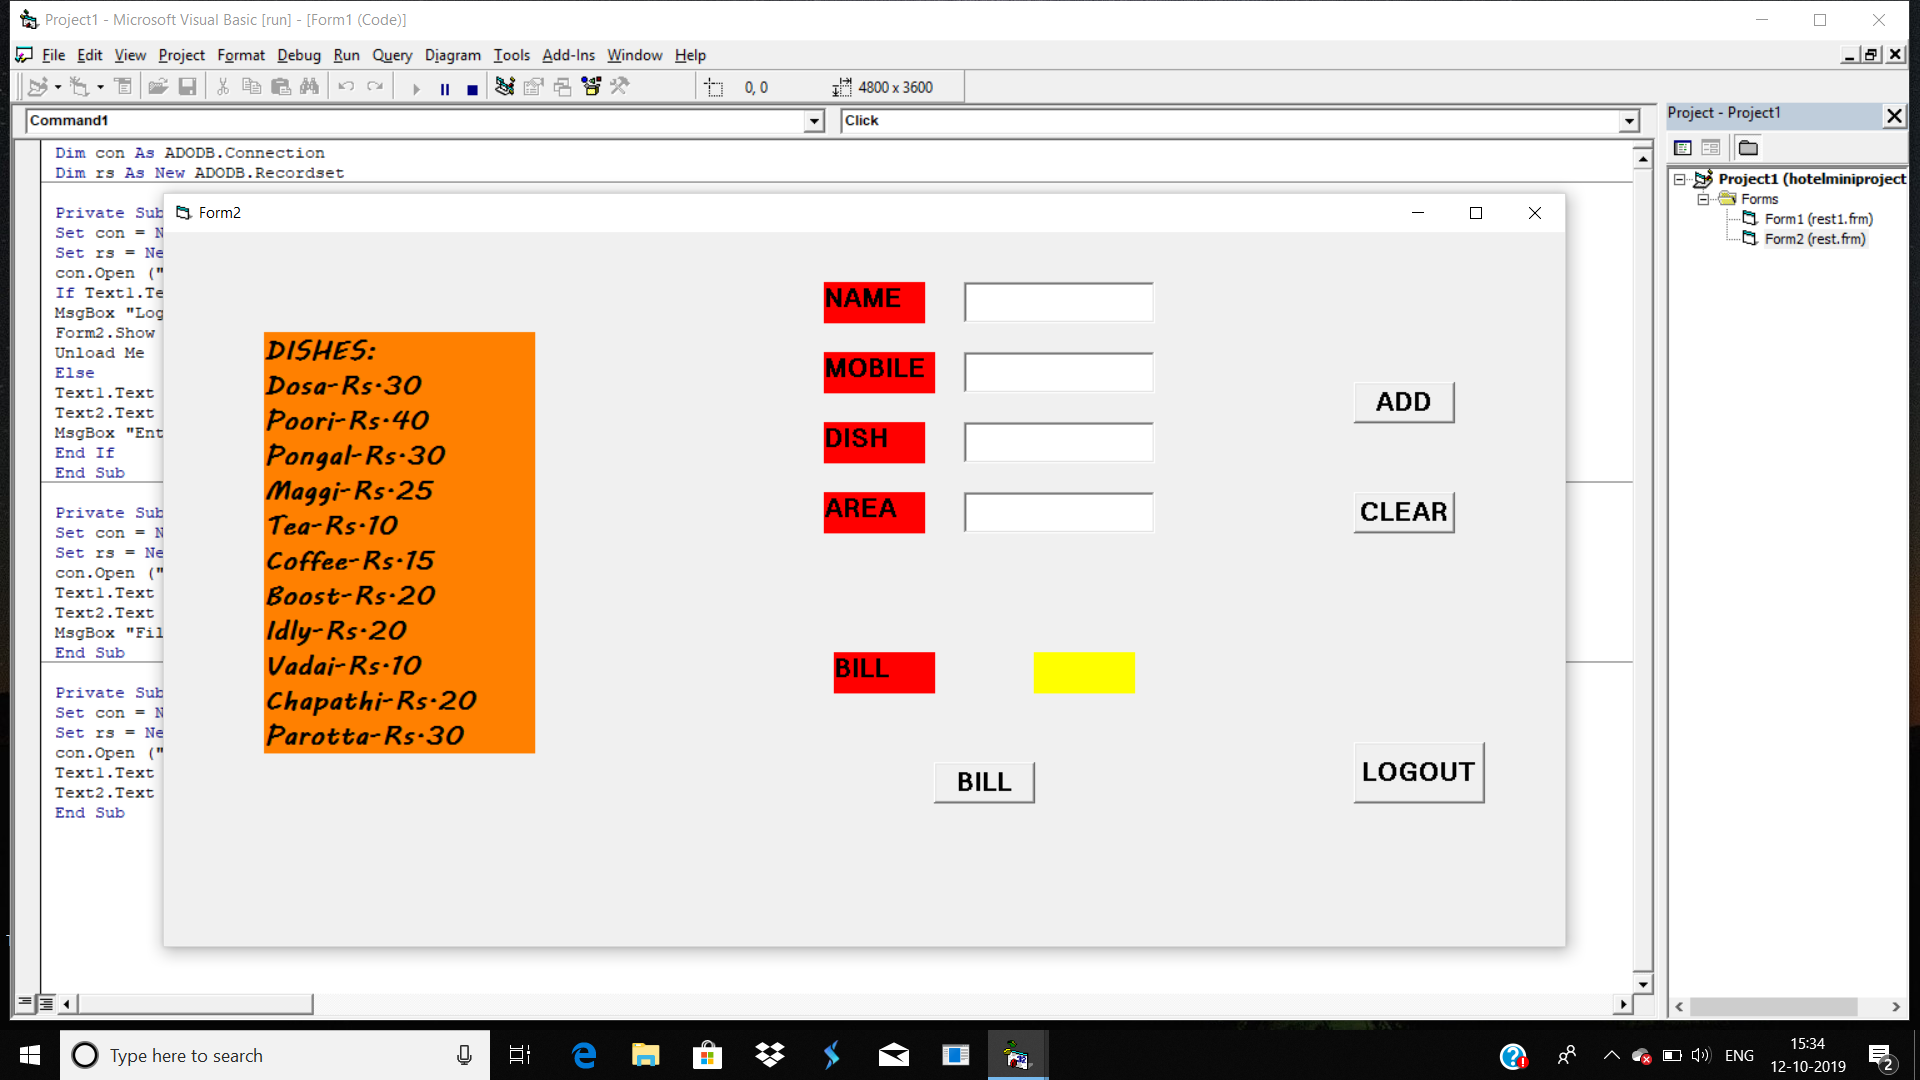 Project1 - Microsoft Visual Basic [run] - [Form1 (Code)]
File Edit View Project Format Debug Run Query Diagram Tools Add-Ins Window Help
0, 0 4800 x 3600
Command1 Click
Project - Project1
Dim con As ADODB.Connection
Dim rs As New ADODB.Recordset
Project1 (hotelminiproject
Forms
Form1 (rest1.frm)
Form2 (rest.frm)
Private Sub
Set con = N
Set rs = Ne
con.Open ("
If Text1.Te
MsgBox "Log
Form2.Show
Unload Me
Else
Text1.Text
Text2.Text
MsgBox "Ent
End If
End Sub
Private Sub
Set con = N
Set rs = Ne
con.Open ("
Text1.Text
Text2.Text
MsgBox "Fil
End Sub
Private Sub
Set con = N
Set rs = Ne
con.Open ("
Text1.Text
Text2.Text
End Sub
Form2
DISHES:
Dosa-Rs.30
Poori-Rs.40
Pongal-Rs.30
Maggi-Rs.25
Tea-Rs.10
Coffee-Rs.15
Boost-Rs.20
Idly-Rs.20
Vadai-Rs.10
Chapathi-Rs.20
Parotta-Rs.30
NAME
MOBILE
DISH
AREA
ADD
CLEAR
BILL
BILL
LOGOUT
Type here to search
ENG
15:34
12-10-2019
2